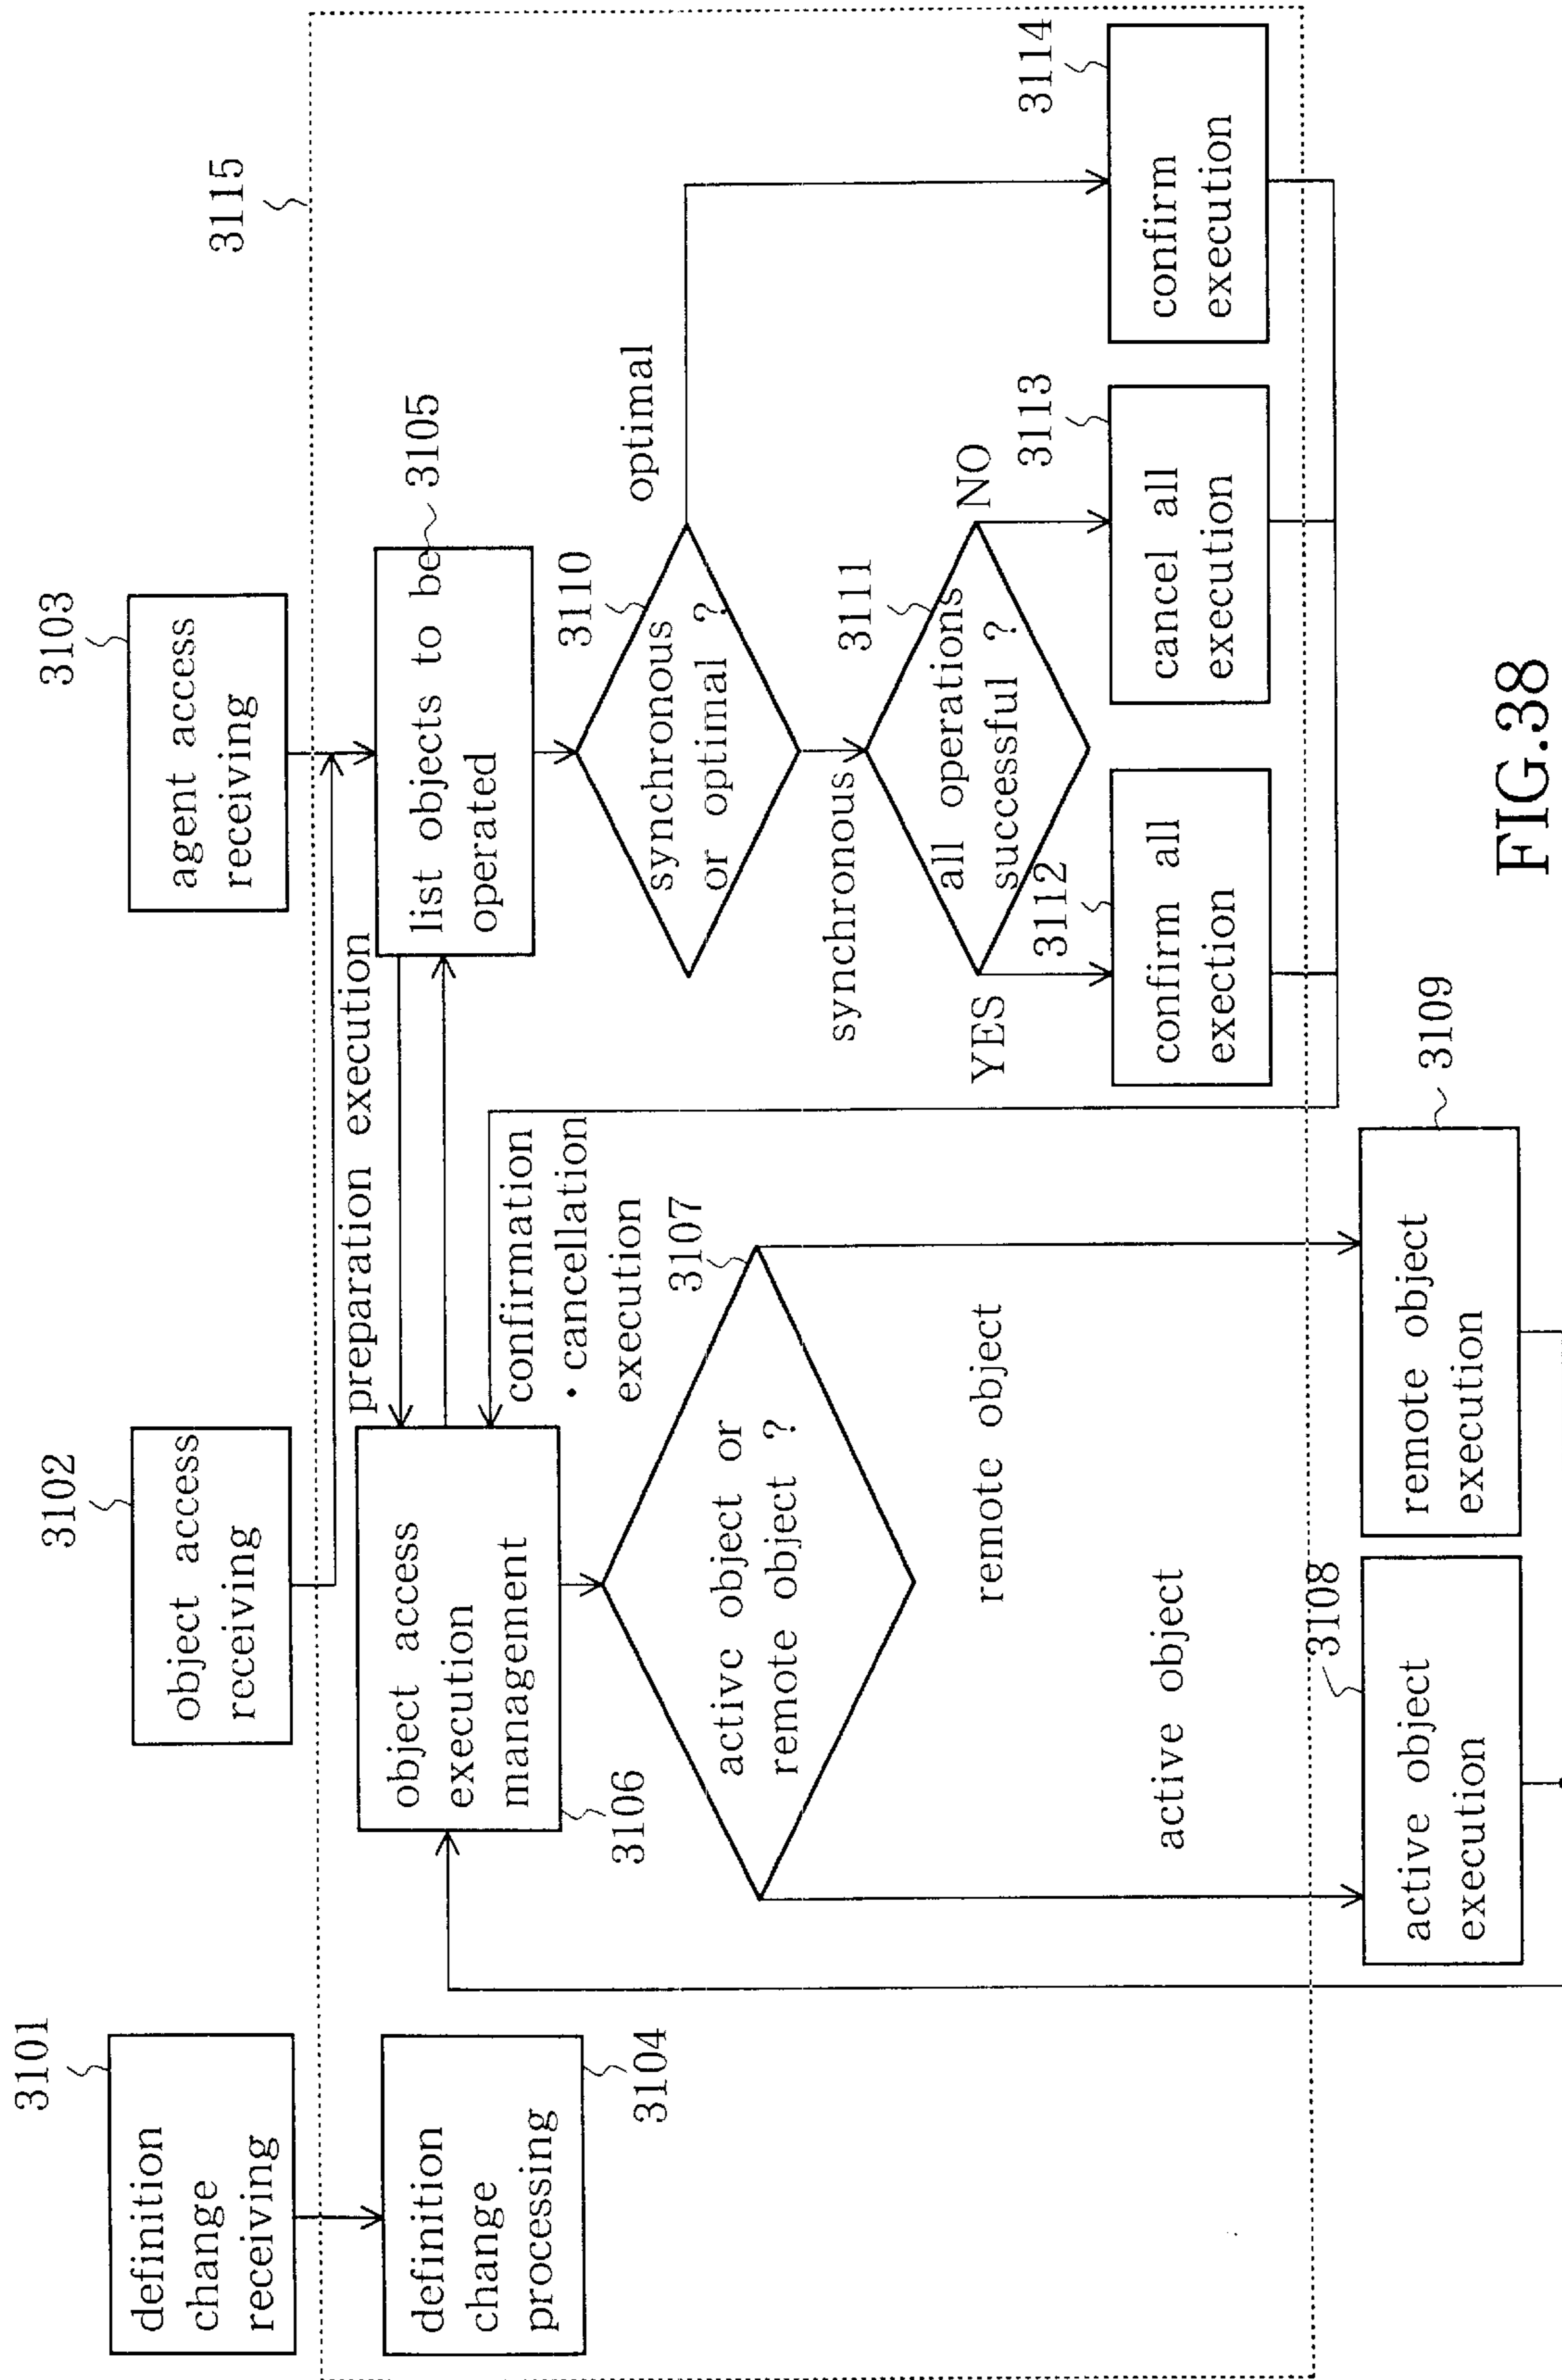 3101
definition
change
receiving
3102
object access
receiving
3103
agent access
receiving
3115
definition
change
processing
3104
object access
execution
management
3106
preparation execution
list objects to be
operated
3105
confirmation
・cancellation
execution
active object or
remote object ?
3107
synchronous
or optimal ?
3110
optimal
synchronous
all operations
successful ?
3111
YES
NO
remote object
active object
3112
confirm all
exection
3113
cancel all
execution
3114
confirm
execution
3108
active object
execution
3109
remote object
execution
FIG.38